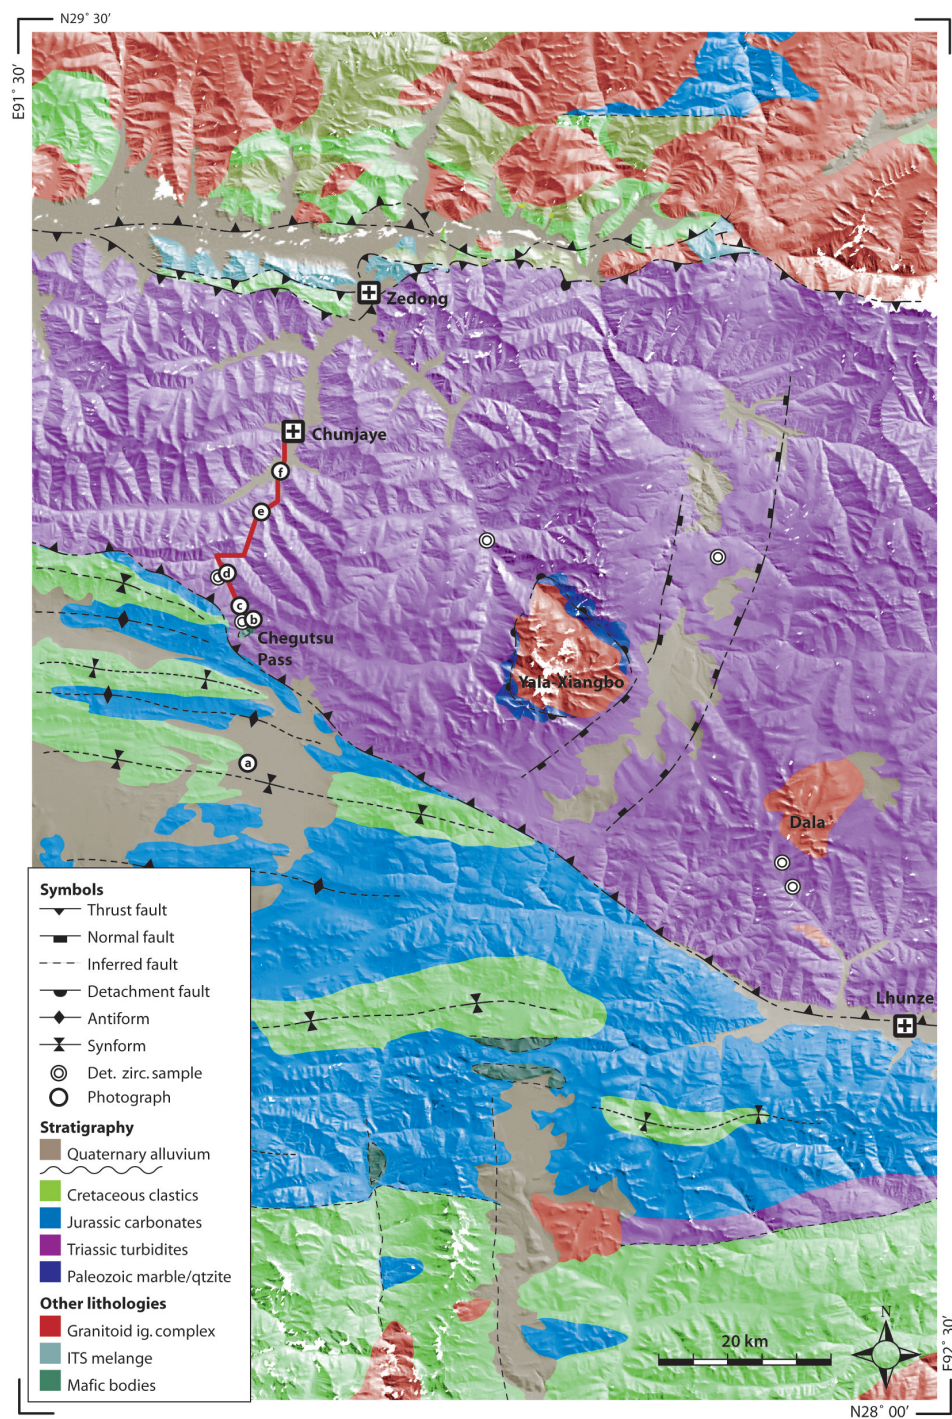 N29° 30'
E91° 30'
Zedong
Chunjaye
f
e
d
c
b
Chegutsu
Pass
Yala-Xiangbo
a
Dala
Lhunze
Symbols
Thrust fault
Normal fault
Inferred fault
Detachment fault
Antiform
Synform
Det. zirc. sample
Photograph
Stratigraphy
Quaternary alluvium
Cretaceous clastics
Jurassic carbonates
Triassic turbidites
Paleozoic marble/qtzite
Other lithologies
Granitoid ig. complex
ITS melange
Mafic bodies
20 km
N
E92° 30'
N28° 00'